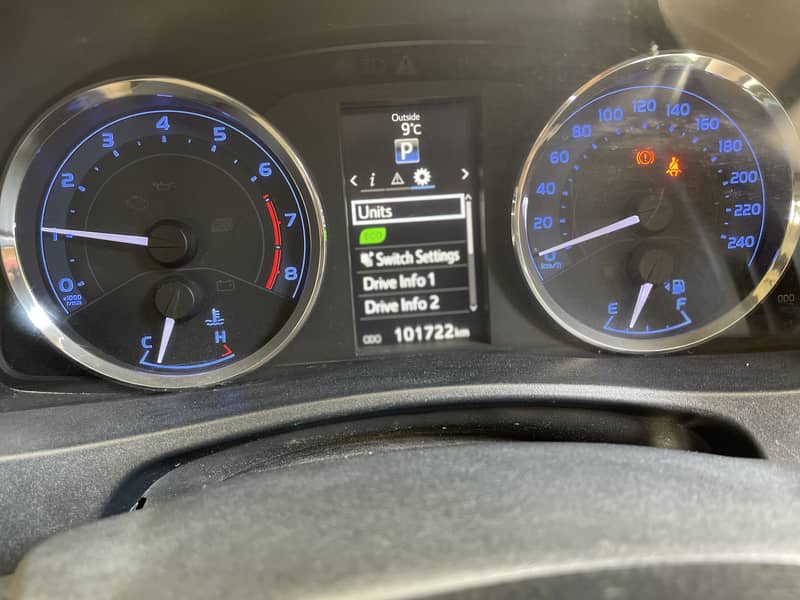 0
1
2
3
4
5
6
7
8
x1000
r/min
C
H
Outside
9°c
P
< i >
Units
ECO
Switch Settings
Drive Info 1
Drive Info 2
ODO 101722 km
0
20
40
60
80
100
120
140
160
180
200
220
240
km/h
E
F
ODO